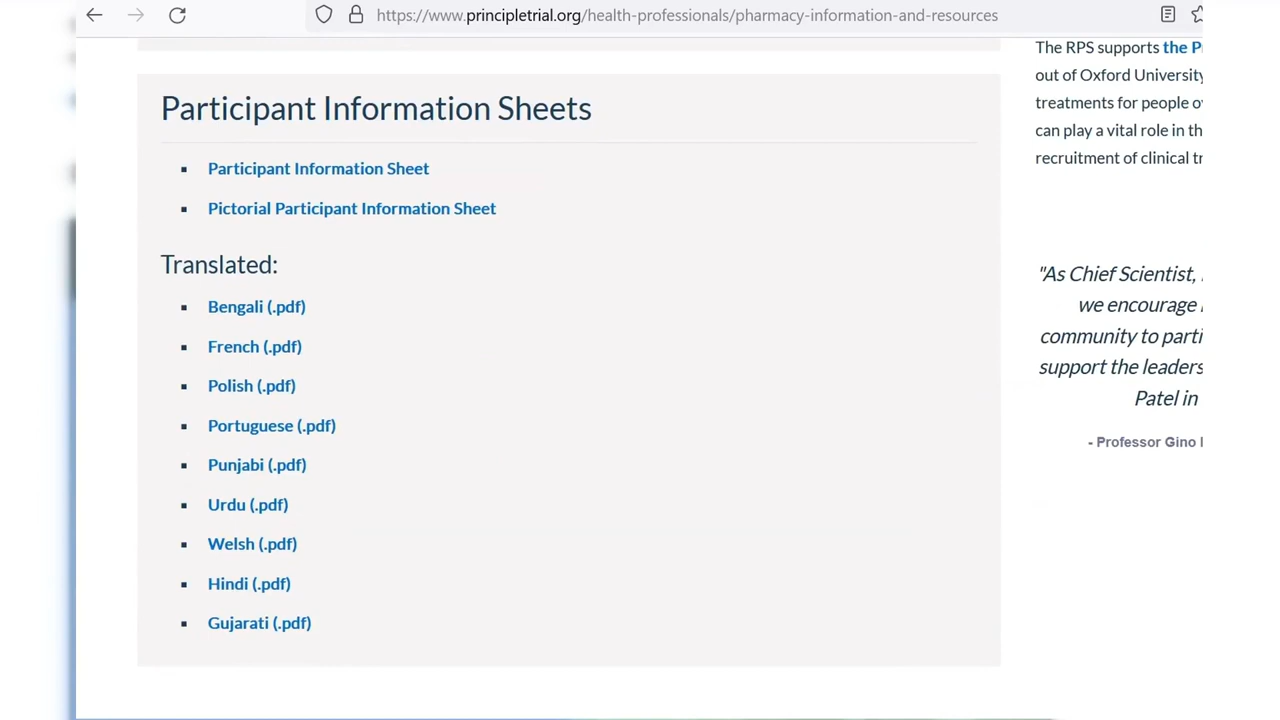 https://www.principletrial.org/health-professionals/pharmacy-information-and-resources
Participant Information Sheets
Participant Information Sheet
Pictorial Participant Information Sheet
Translated:
Bengali (.pdf)
French (.pdf)
Polish (.pdf)
Portuguese (.pdf)
Punjabi (.pdf)
Urdu (.pdf)
Welsh (.pdf)
Hindi (.pdf)
Gujarati (.pdf)
The RPS supports the
out of Oxford University
treatments for people
can play a vital role in
recruitment of clinical
"As Chief Scientist,
we encourage
community to
support the
Patel in
- Professor Gino